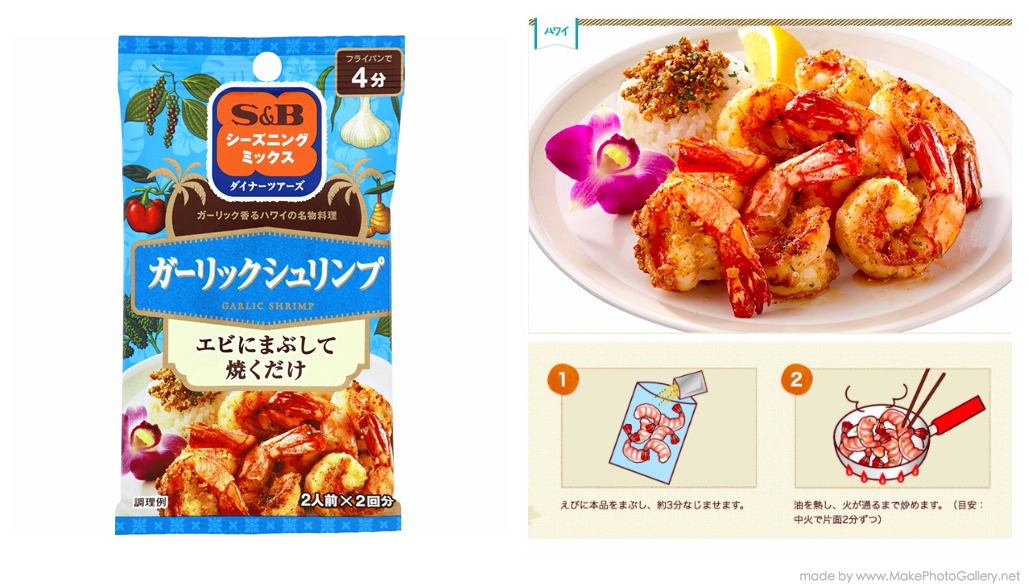 フライパンで
4分
S&B
シーズニング
ミックス
ダイナーツアーズ
ガーリック香るハワイの名物料理
ガーリックシュリンプ
GARLIC SHRIMP
エビにまぶして
焼くだけ
調理例
2人前×2回分
ハワイ
1
えびに本品をまぶし、約3分なじませます。
2
油を熱し、火が通るまで炒めます。（目安：
中火で片面2分ずつ）
made by www.MakePhotoGallery.net